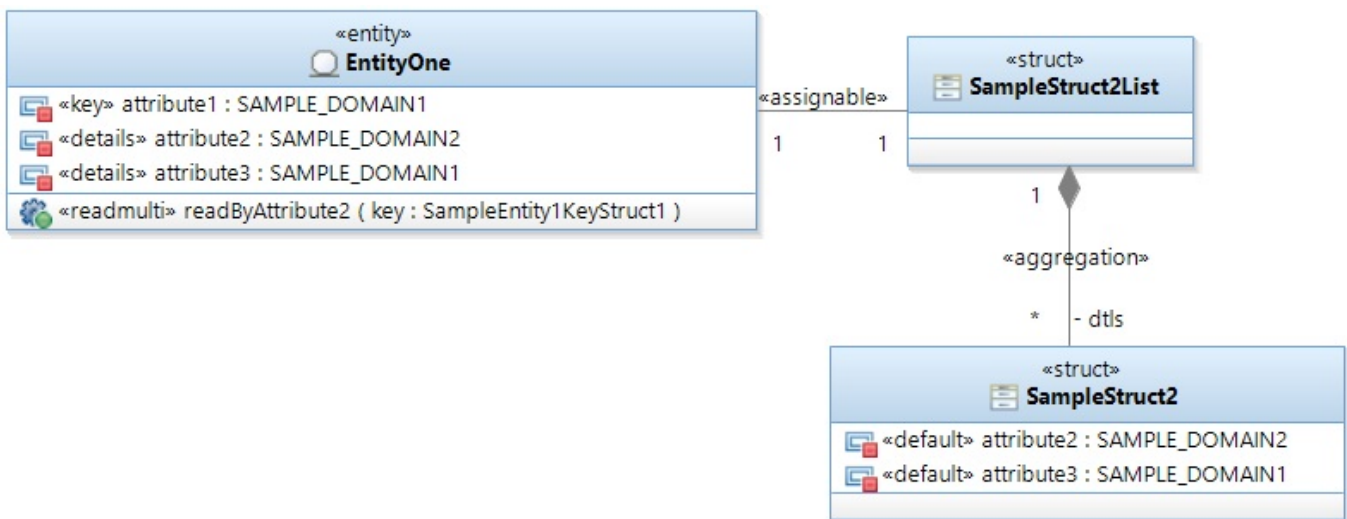 «entity»
EntityOne
«key» attribute1 : SAMPLE_DOMAIN1
«details» attribute2 : SAMPLE_DOMAIN2
«details» attribute3 : SAMPLE_DOMAIN1
«readmulti» readByAttribute2 ( key : SampleEntity1KeyStruct1 )
«assignable»
1 1
«struct»
SampleStruct2List
1
«aggregation»
* - dtls
«struct»
SampleStruct2
«default» attribute2 : SAMPLE_DOMAIN2
«default» attribute3 : SAMPLE_DOMAIN1